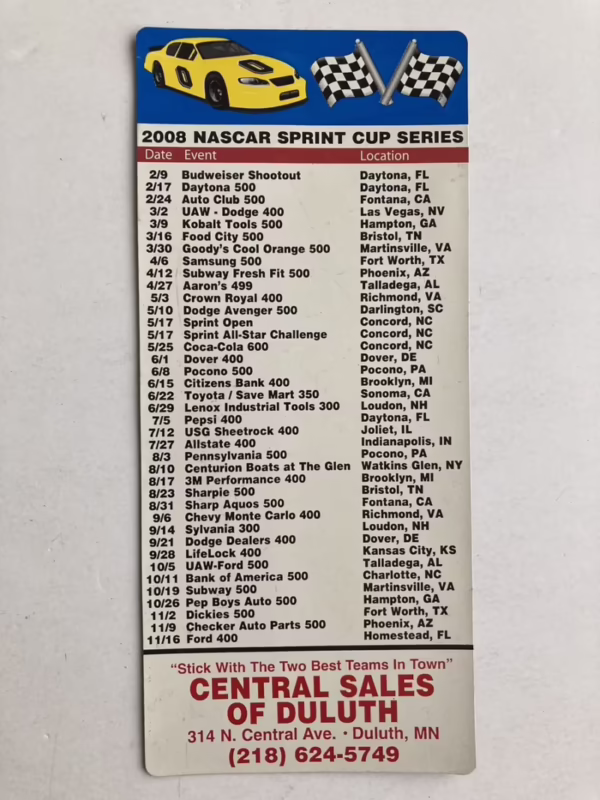 0
0
2008 NASCAR SPRINT CUP SERIES
Date Event Location
2/9 Budweiser Shootout Daytona, FL
2/17 Daytona 500 Daytona, FL
2/24 Auto Club 500 Fontana, CA
3/2 UAW - Dodge 400 Las Vegas, NV
3/9 Kobalt Tools 500 Hampton, GA
3/16 Food City 500 Bristol, TN
3/30 Goody's Cool Orange 500 Martinsville, VA
4/6 Samsung 500 Fort Worth, TX
4/12 Subway Fresh Fit 500 Phoenix, AZ
4/27 Aaron's 499 Talladega, AL
5/3 Crown Royal 400 Richmond, VA
5/10 Dodge Avenger 500 Darlington, SC
5/17 Sprint Open Concord, NC
5/17 Sprint All-Star Challenge Concord, NC
5/25 Coca-Cola 600 Concord, NC
6/1 Dover 400 Dover, DE
6/8 Pocono 500 Pocono, PA
6/15 Citizens Bank 400 Brooklyn, MI
6/22 Toyota / Save Mart 350 Sonoma, CA
6/29 Lenox Industrial Tools 300 Loudon, NH
7/5 Pepsi 400 Daytona, FL
7/12 USG Sheetrock 400 Joliet, IL
7/27 Allstate 400 Indianapolis, IN
8/3 Pennsylvania 500 Pocono, PA
8/10 Centurion Boats at The Glen Watkins Glen, NY
8/17 3M Performance 400 Brooklyn, MI
8/23 Sharpie 500 Bristol, TN
8/31 Sharp Aquos 500 Fontana, CA
9/6 Chevy Monte Carlo 400 Richmond, VA
9/14 Sylvania 300 Loudon, NH
9/21 Dodge Dealers 400 Dover, DE
9/28 LifeLock 400 Kansas City, KS
10/5 UAW-Ford 500 Talladega, AL
10/11 Bank of America 500 Charlotte, NC
10/19 Subway 500 Martinsville, VA
10/26 Pep Boys Auto 500 Hampton, GA
11/2 Dickies 500 Fort Worth, TX
11/9 Checker Auto Parts 500 Phoenix, AZ
11/16 Ford 400 Homestead, FL
"Stick With The Two Best Teams In Town"
CENTRAL SALES
OF DULUTH
314 N. Central Ave. • Duluth, MN
(218) 624-5749